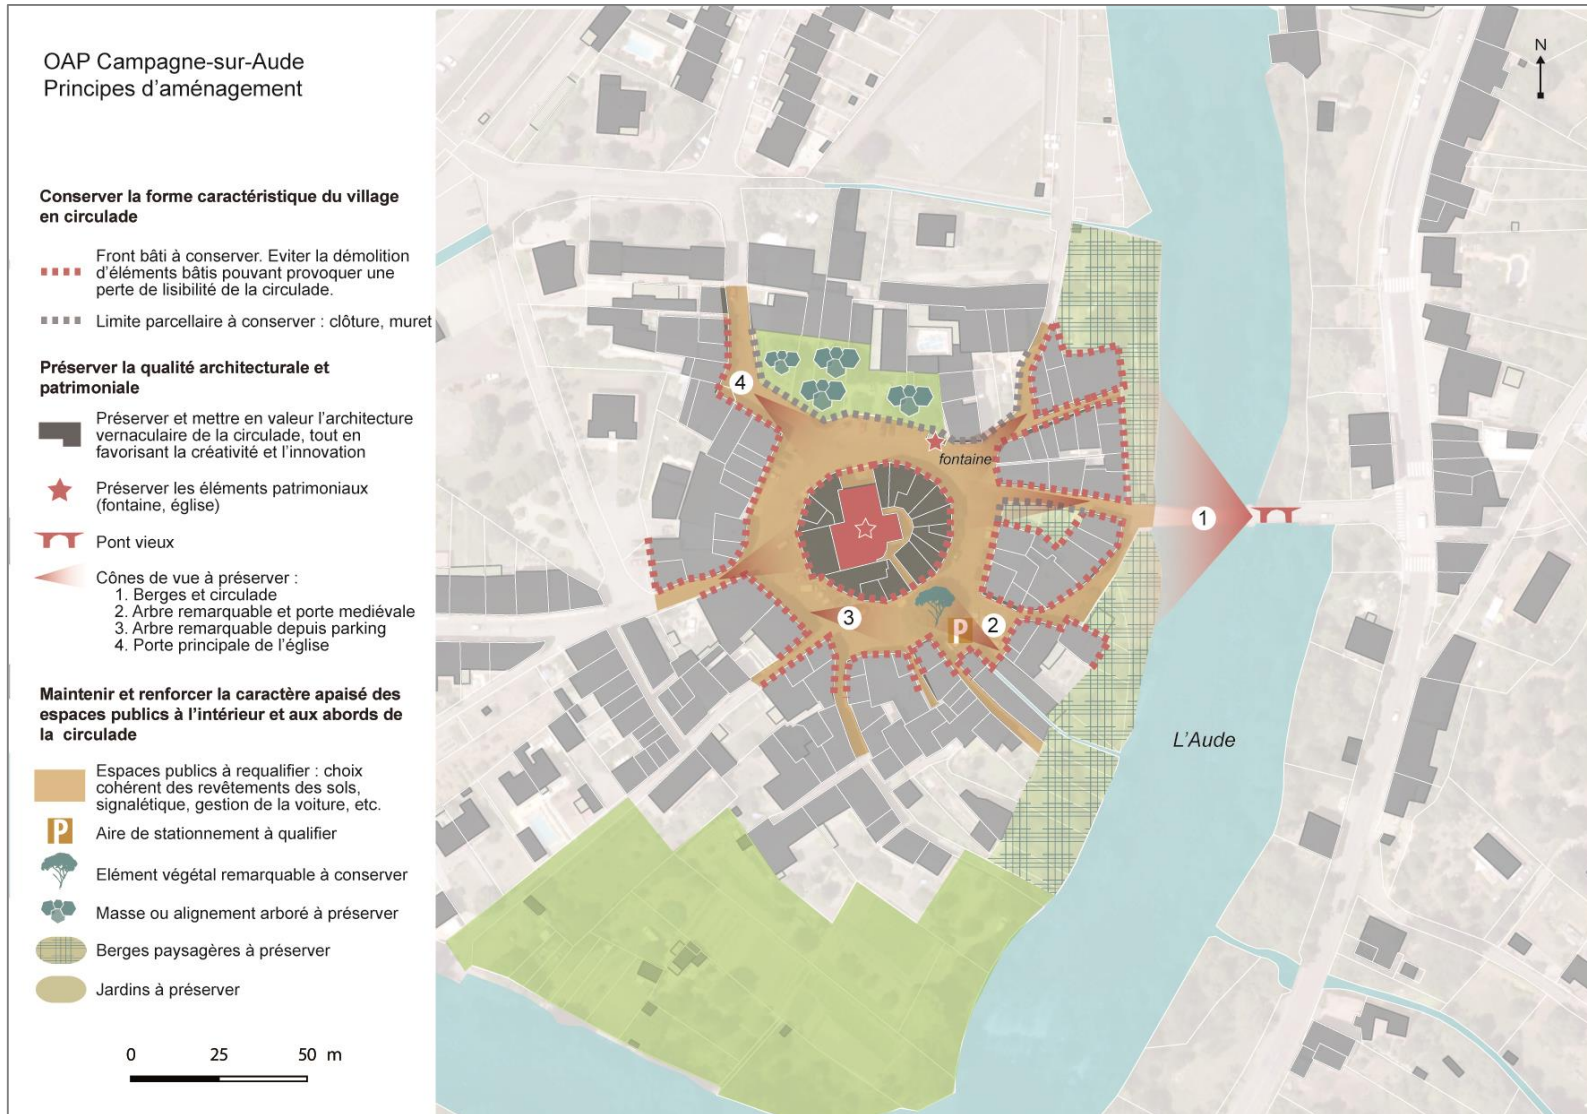 OAP Campagne-sur-Aude
Principes d'aménagement
Conserver la forme caractéristique du village
en circulade
Front bâti à conserver. Eviter la démolition
d'éléments bâtis pouvant provoquer une
perte de lisibilité de la circulade.
Limite parcellaire à conserver : clôture, muret
Préserver la qualité architecturale et
patrimoniale
Préserver et mettre en valeur l'architecture
vernaculaire de la circulade, tout en
favorisant la créativité et l'innovation
Préserver les éléments patrimoniaux
(fontaine, église)
Pont vieux
Cônes de vue à préserver :
1. Berges et circulade
2. Arbre remarquable et porte mediévale
3. Arbre remarquable depuis parking
4. Porte principale de l'église
Maintenir et renforcer la caractère apaisé des
espaces publics à l'intérieur et aux abords de
la circulade
Espaces publics à requalifier : choix
cohérent des revêtements des sols,
signalétique, gestion de la voiture, etc.
P
Aire de stationnement à qualifier
Elément végétal remarquable à conserver
Masse ou alignement arboré à préserver
Berges paysagères à préserver
Jardins à préserver
0 25 50 m
N
4
fontaine
1
3
P
2
L'Aude